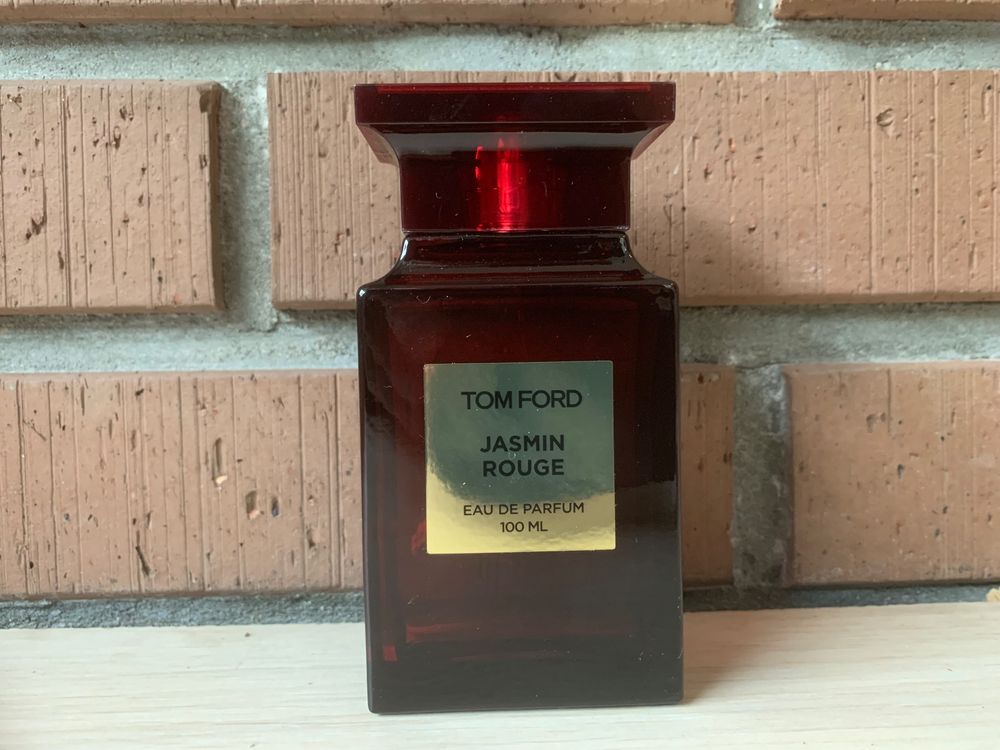 TOM FORD
JASMIN
ROUGE
EAU DE PARFUM
100 ML